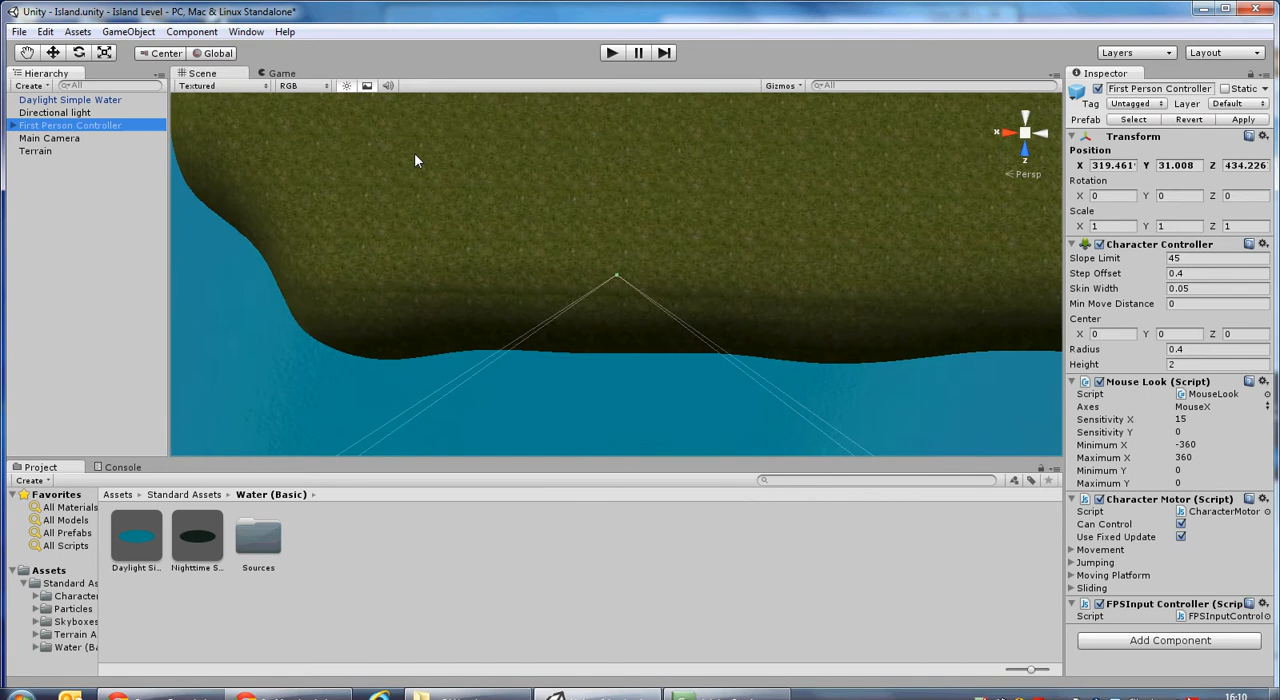 Unity - Island.unity - Island Level - PC, Mac & Linux Standalone*
File Edit Assets GameObject Component Window Help
Center Global Layers Layout
Hierarchy Scene Game Inspector
Create All Textured RGB Gizmos All First Person Controller Static
Daylight Simple Water
Directional light
First Person Controller
Main Camera
Terrain
x
z
Persp
Tag Untagged Layer Default
Prefab Select Revert Apply
Transform
Position
X 319.461 Y 31.008 Z 434.226
Rotation
X 0 Y 0 Z 0
Scale
X 1 Y 1 Z 1
Character Controller
Slope Limit 45
Step Offset 0.4
Skin Width 0.05
Min Move Distance 0
Center
X 0 Y 0 Z 0
Radius 0.4
Height 2
Mouse Look (Script)
Script MouseLook
Axes MouseX
Sensitivity X 15
Sensitivity Y 0
Minimum X -360
Maximum X 360
Minimum Y 0
Maximum Y 0
Character Motor (Script)
Script CharacterMotor
Can Control
Use Fixed Update
Movement
Jumping
Moving Platform
Sliding
FPSInput Controller (Scrip
Script FPSInputControl
Add Component
Project Console
Create
Favorites
All Materials
All Models
All Prefabs
All Scripts
Assets
Standard As
Character
Particles
Skyboxes
Terrain A
Water (Ba
Assets Standard Assets Water (Basic)
Daylight Si... Nighttime S... Sources
16:10